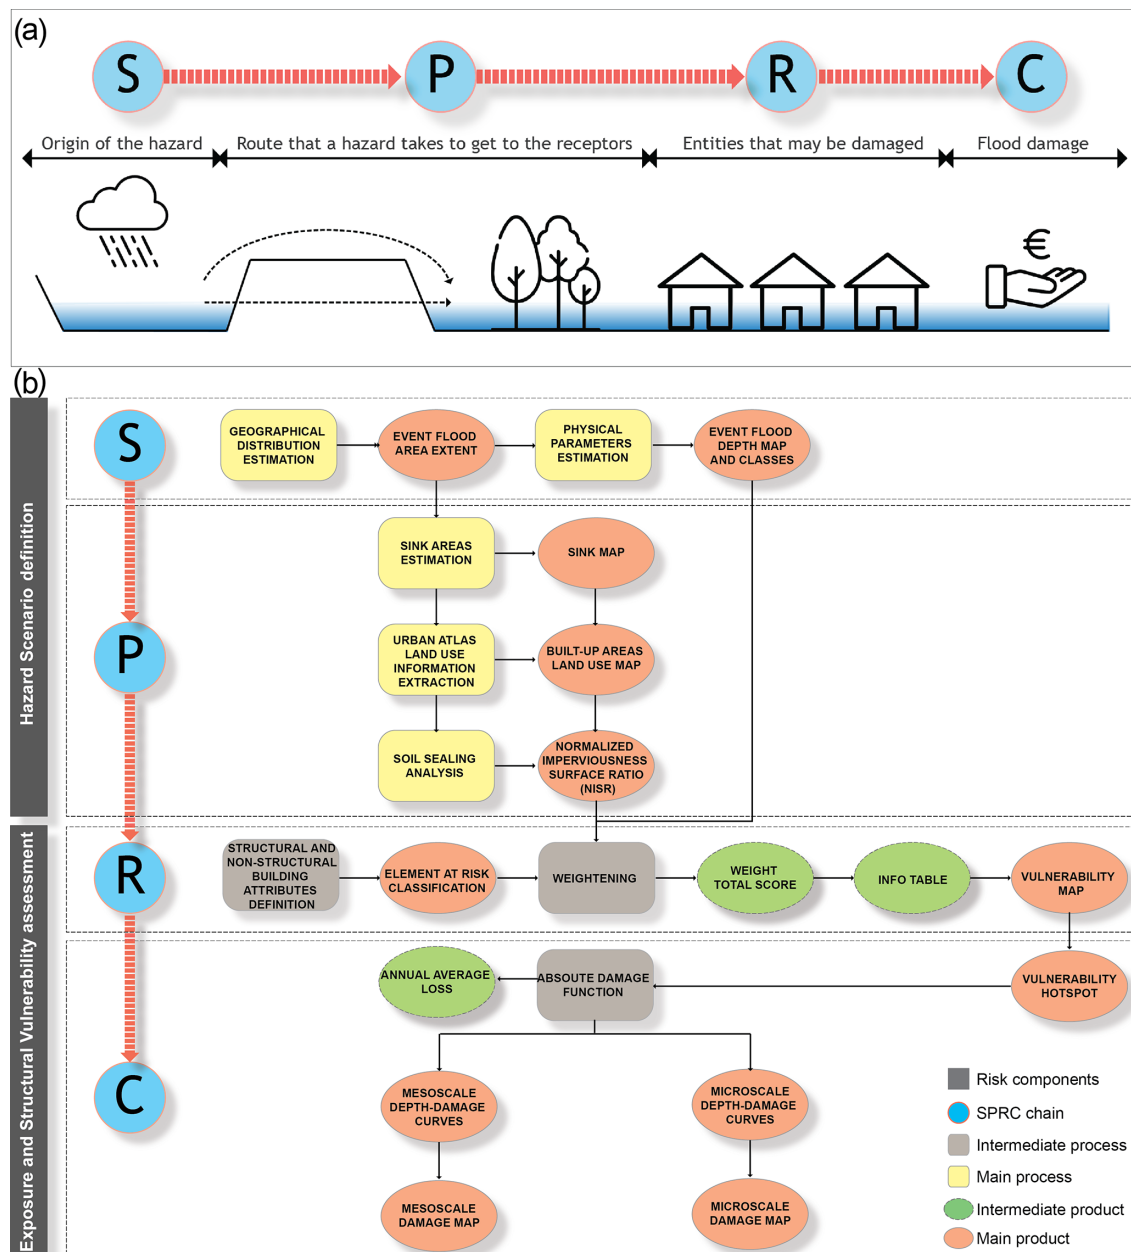 (a)
S P R C
Origin of the hazard
Route that a hazard takes to get to the receptors
Entities that may be damaged
Flood damage
€
(b)
Hazard Scenario definition
S
GEOGRAPHICAL
DISTRIBUTION
ESTIMATION
EVENT FLOOD
AREA EXTENT
PHYSICAL
PARAMETERS
ESTIMATION
EVENT FLOOD
DEPTH MAP
AND CLASSES
P
SINK AREAS
ESTIMATION
SINK MAP
URBAN ATLAS
LAND USE
INFORMATION
EXTRACTION
BUILT-UP AREAS
LAND USE MAP
SOIL SEALING
ANALYSIS
NORMALIZED
IMPERVIOUSNESS
SURFACE RATIO
(NISR)
Exposure and Structural Vulnerability assessment
R
STRUCTURAL AND
NON-STRUCTURAL
BUILDING
ATTRIBUTES
DEFINITION
ELEMENT AT RISK
CLASSIFICATION
WEIGHTENING
WEIGHT
TOTAL SCORE
INFO TABLE
VULNERABILITY
MAP
C
ANNUAL AVERAGE
LOSS
ABSOUTE DAMAGE
FUNCTION
VULNERABILITY
HOTSPOT
MESOSCALE
DEPTH-DAMAGE
CURVES
MICROSCALE
DEPTH-DAMAGE
CURVES
MESOSCALE
DAMAGE MAP
MICROSCALE
DAMAGE MAP
Risk components
SPRC chain
Intermediate process
Main process
Intermediate product
Main product